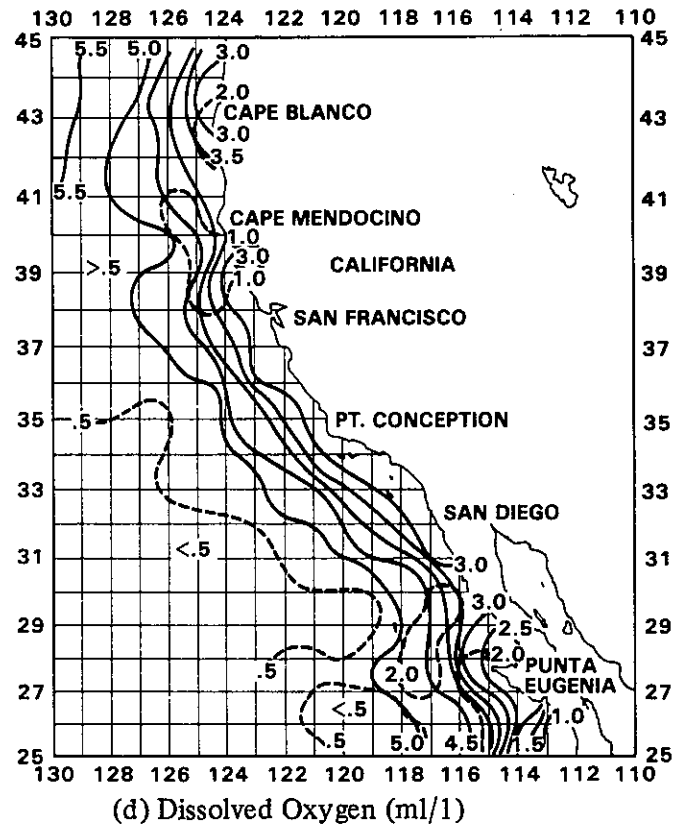 130 128 126 124 122 120 118 116 114 112 110
45 5.5 5.0 3.0 45
2.0
43 CAPE BLANCO 43
3.0
3.5
41 5.5 41
CAPE MENDOCINO
1.0
3.0
39 >.5 CALIFORNIA 39
1.0
SAN FRANCISCO
37 37
35 .5 PT. CONCEPTION 35
33 33
SAN DIEGO
31 <.5 31
3.0
3.0
29 2.5 29
.5 2.0 PUNTA
27 2.0 EUGENIA 27
<.5 1.0
.5 5.0 4.5 1.5
25 25
130 128 126 124 122 120 118 116 114 112 110
(d) Dissolved Oxygen (ml/l)